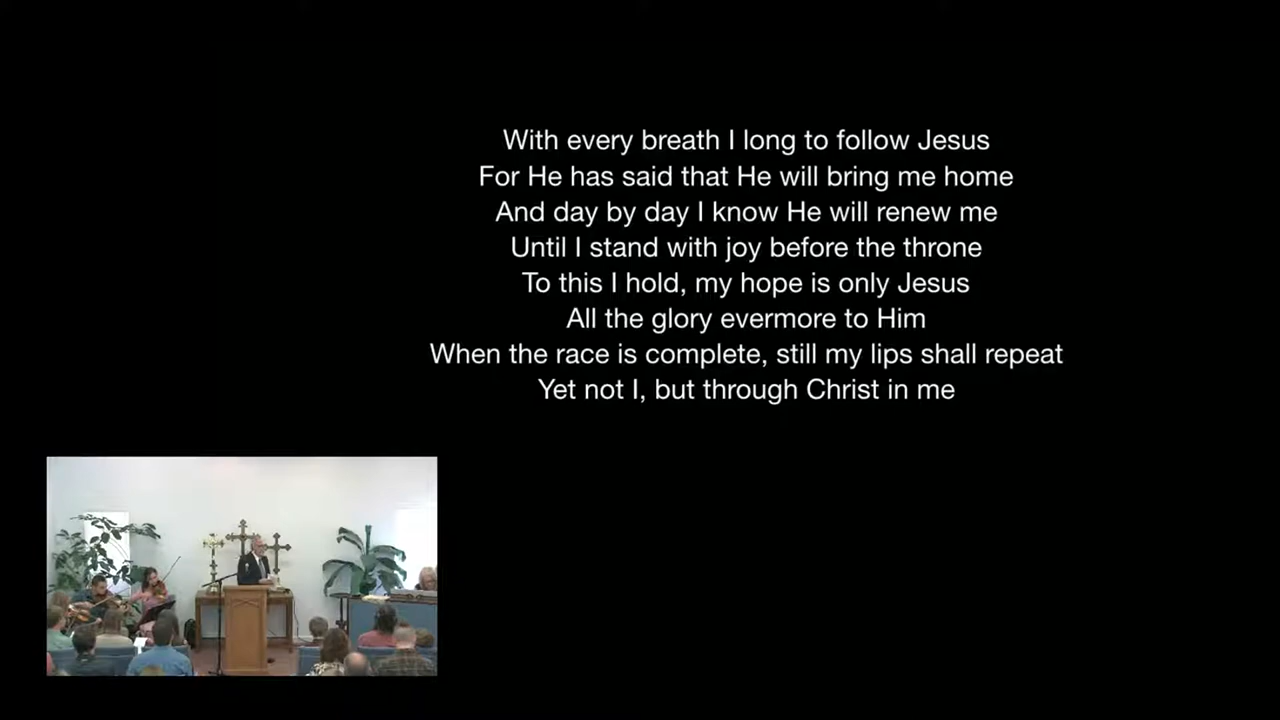 With every breath I long to follow Jesus
For He has said that He will bring me home
And day by day I know He will renew me
Until I stand with joy before the throne
To this I hold, my hope is only Jesus
All the glory evermore to Him
When the race is complete, still my lips shall repeat
Yet not I, but through Christ in me